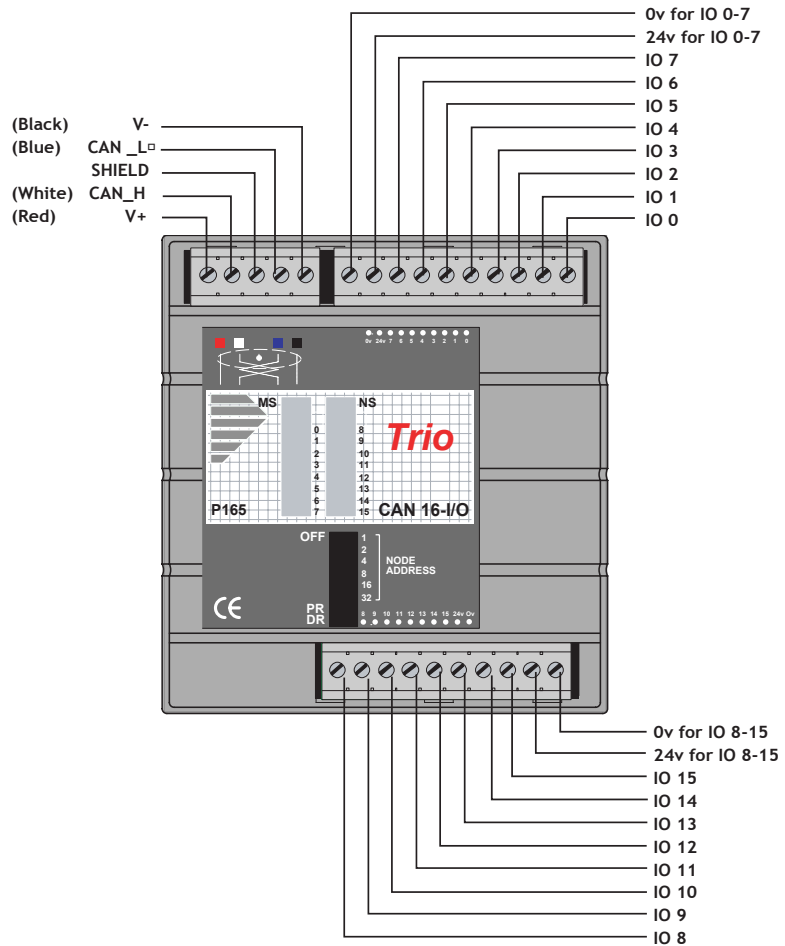 0v for IO 0-7
24v for IO 0-7
IO 7
IO 6
IO 5
IO 4
IO 3
IO 2
IO 1
IO 0
(Black) V-
(Blue) CAN _L▫
SHIELD
(White) CAN_H
(Red) V+
0v 24v 7 6 5 4 3 2 1 0
MS NS
0 8
1 9
2 10
3 11
4 12
5 13
6 14
7 15
Trio
P165 CAN 16-I/O
OFF 1
2
4
8
16
32
NODE
ADDRESS
CE
PR
DR
8 9 10 11 12 13 14 15 24v Ov
0v for IO 8-15
24v for IO 8-15
IO 15
IO 14
IO 13
IO 12
IO 11
IO 10
IO 9
IO 8